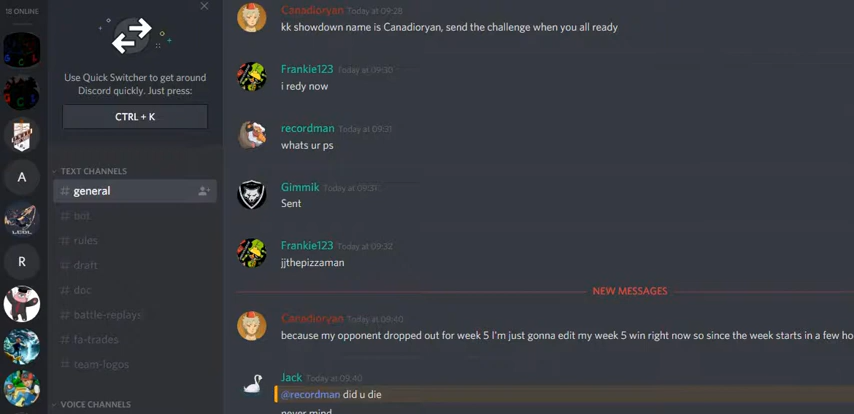 18 ONLINE
Use Quick Switcher to get around
Discord quickly. Just press:
CTRL + K
TEXT CHANNELS
# general
# bot
# rules
# draft
# doc
# battle-replays
# fa-trades
# team-logos
VOICE CHANNELS
A
R
Canadioryan Today at 09:28
kk showdown name is Canadioryan, send the challenge when you all ready
Frankie123 Today at 09:30
i redy now
recordman Today at 09:31
whats ur ps
Gimmik Today at 09:31
Sent
Frankie123 Today at 09:32
jjthepizzaman
NEW MESSAGES
Canadioryan Today at 09:40
because my opponent dropped out for week 5 I'm just gonna edit my week 5 win right now so since the week starts in a few ho
Jack Today at 09:40
@recordman did u die
never mind